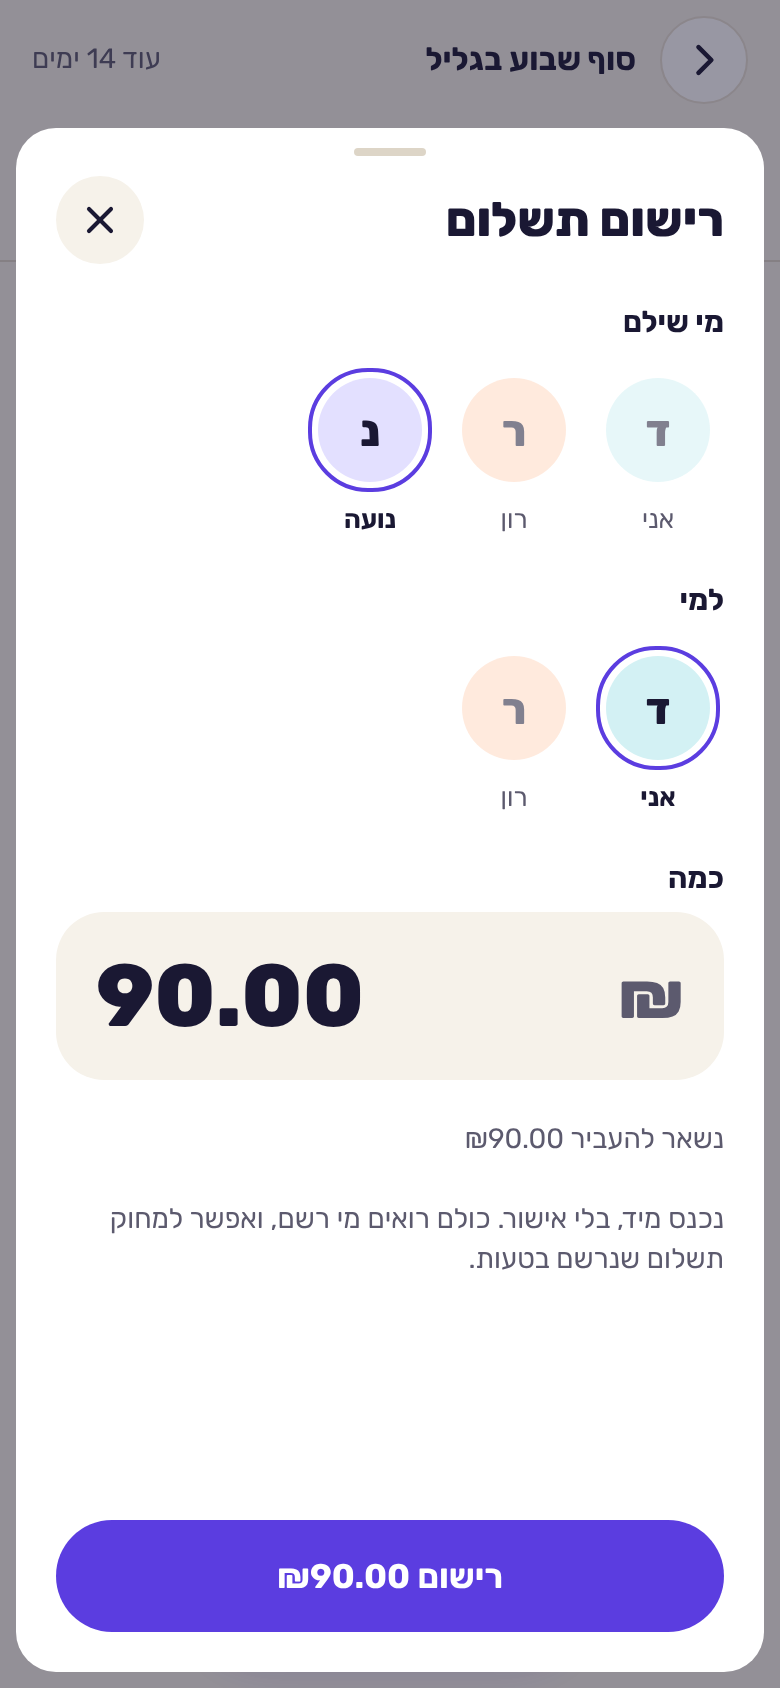 סוף שבוע בגליל
עוד 14 ימים
רישום תשלום
מי שילם
ד
ר
נ
אני
רון
נועה
למי
ד
ר
אני
רון
כמה
₪
90.00
נשאר להעביר ₪90.00
נכנס מיד, בלי אישור. כולם רואים מי רשם, ואפשר למחוק
תשלום שנרשם בטעות.
רישום ₪90.00